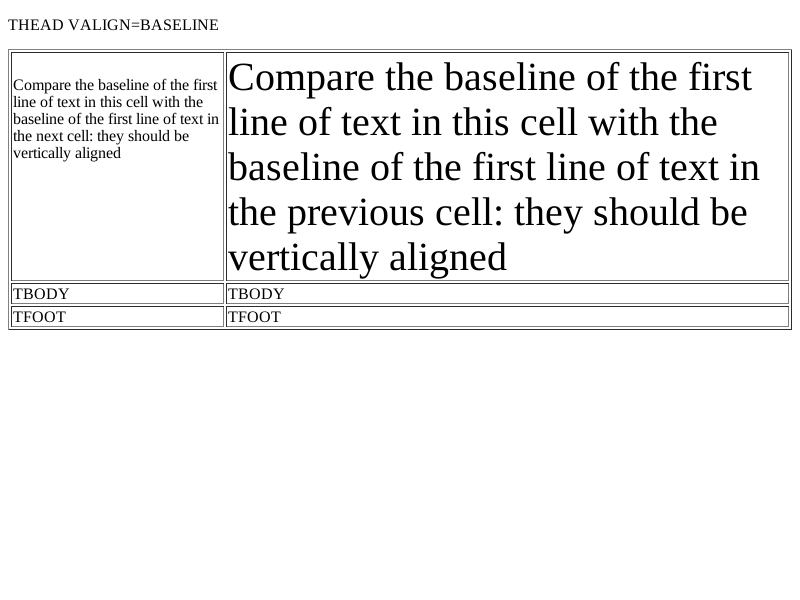 THEAD VALIGN=BASELINE
Compare the baseline of the first
line of text in this cell with the
baseline of the first line of text in
the next cell: they should be
vertically aligned
Compare the baseline of the first
line of text in this cell with the
baseline of the first line of text in
the previous cell: they should be
vertically aligned
TBODY
TBODY
TFOOT
TFOOT